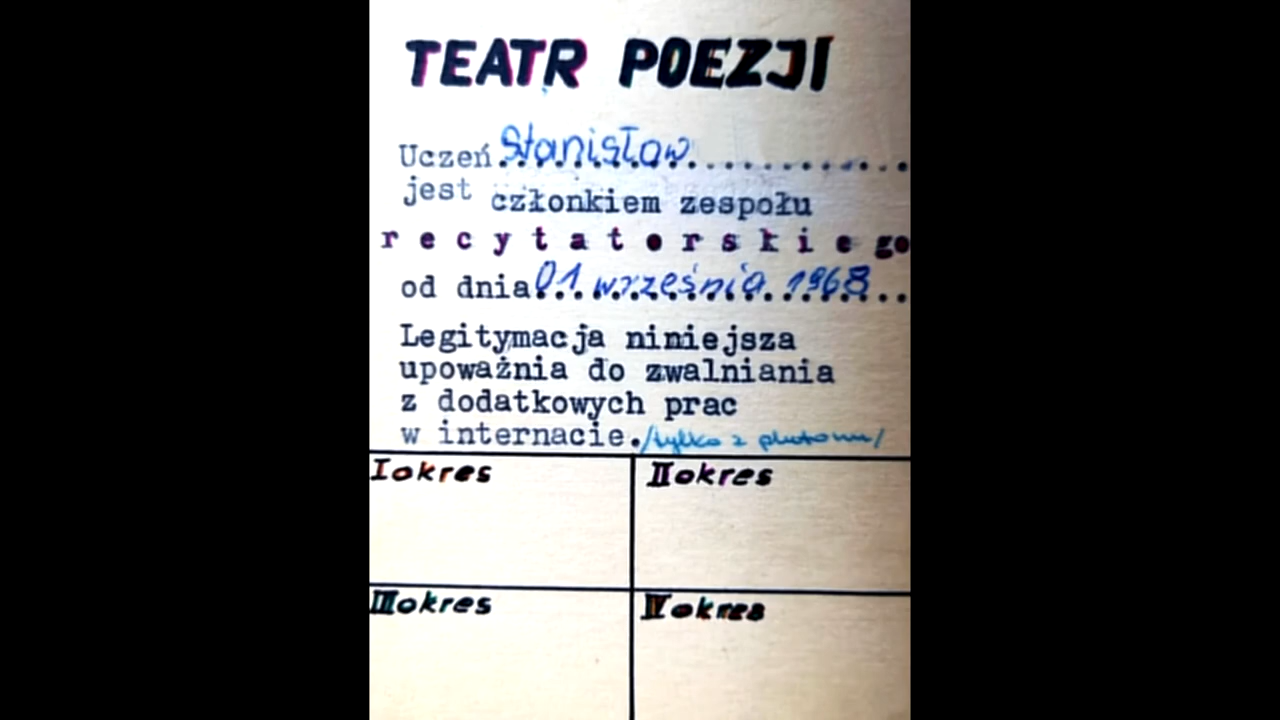 TEATR POEZJI
Uczeń Stanisław
jest członkiem zespołu
recytatorskiego
od dnia 01 września 1968
Legitymacja niniejsza
upoważnia do zwalniania
z dodatkowych prac
w internacie. /tylko z plutonu/
I okres II okres
III okres IV okres